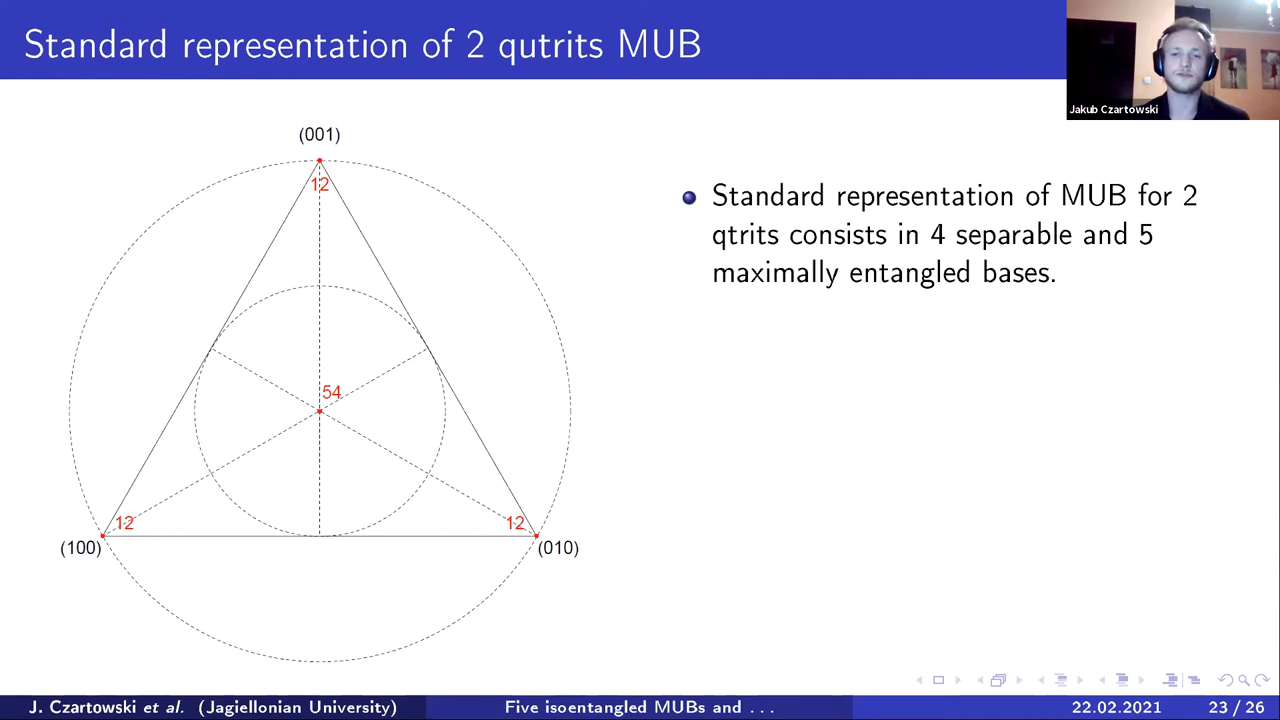 Standard representation of 2 qutrits MUB
Jakub Czartowski
(001)
12
Standard representation of MUB for 2
qtrits consists in 4 separable and 5
maximally entangled bases.
54
12
12
(100)
(010)
J. Czartowski et al. (Jagiellonian University)
Five isoentangled MUBs and . . .
22.02.2021
23 / 26